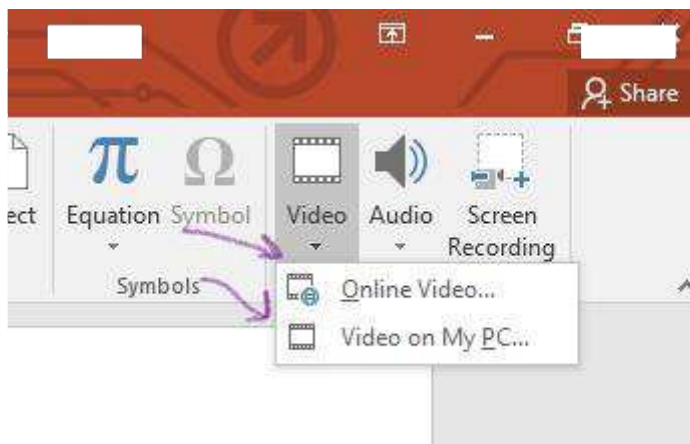 Share
ect Equation Symbol Video Audio Screen
Recording
Symbols
Online Video...
Video on My PC...